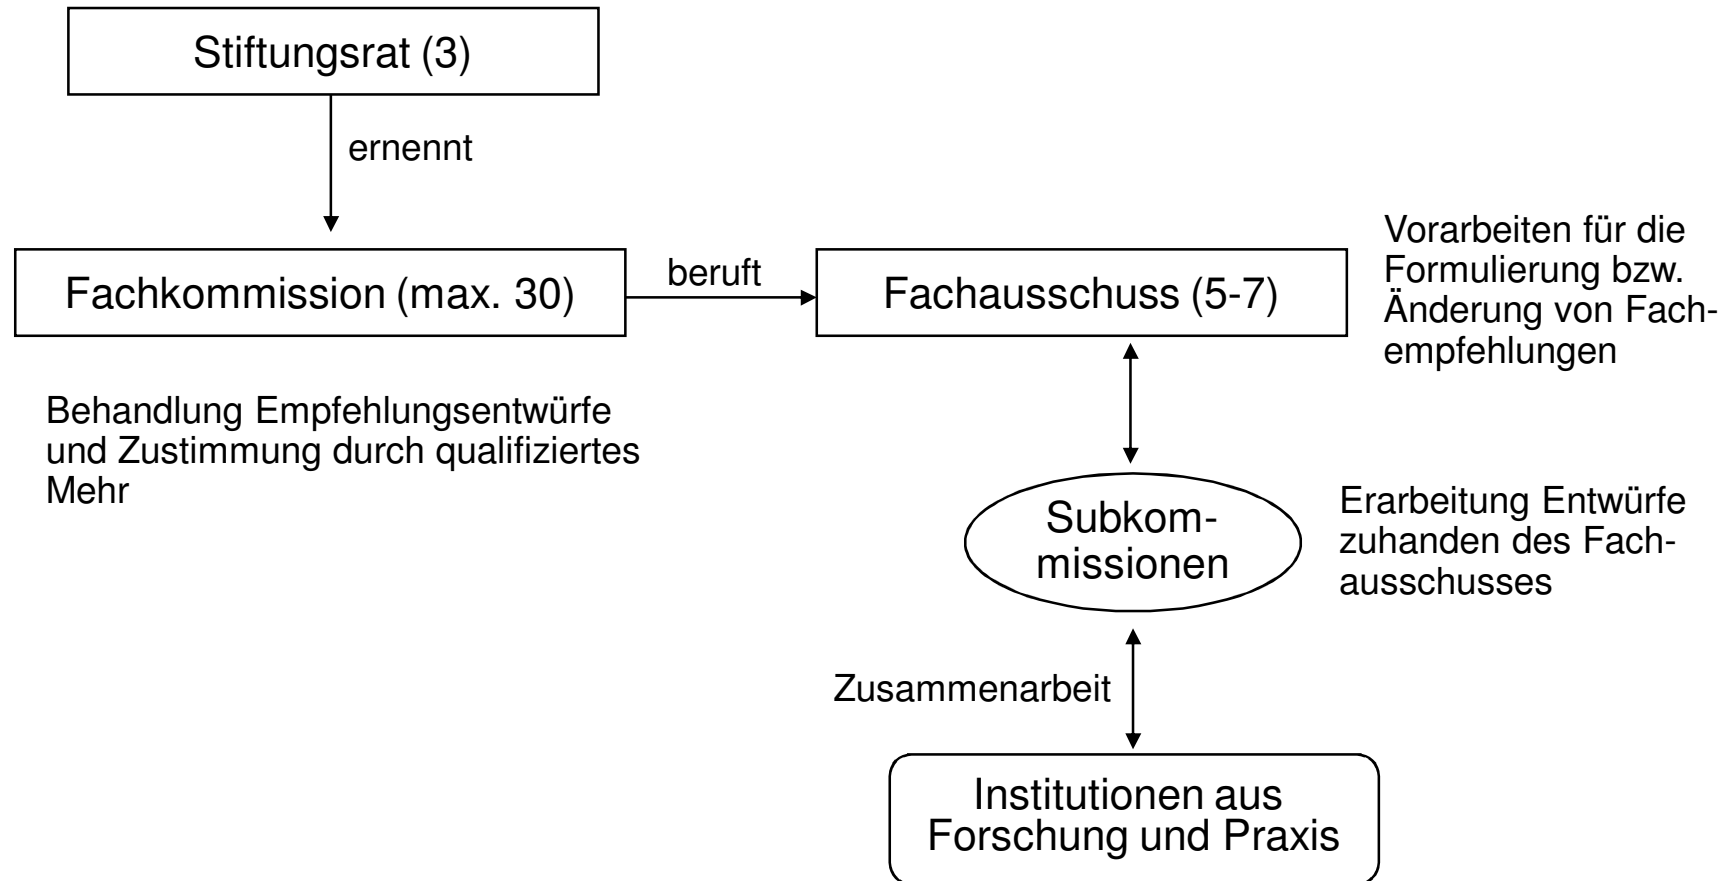 Stiftungsrat (3)
ernennt
Fachkommission (max. 30)
beruft
Fachausschuss (5-7)
Vorarbeiten für die
Formulierung bzw.
Änderung von Fach-
empfehlungen
Behandlung Empfehlungsentwürfe
und Zustimmung durch qualifiziertes
Mehr
Subkom-
missionen
Erarbeitung Entwürfe
zuhanden des Fach-
ausschusses
Zusammenarbeit
Institutionen aus
Forschung und Praxis